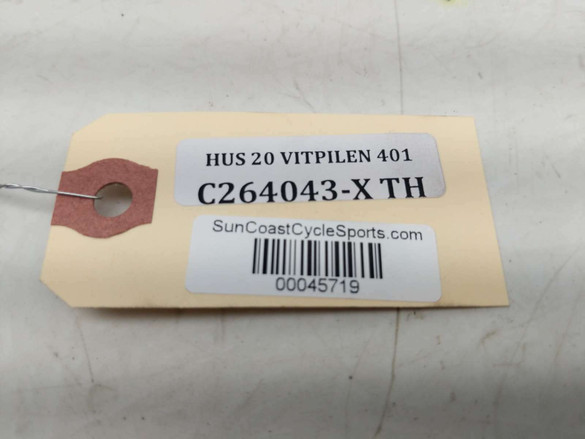 HUS 20 VITPILEN 401
C264043-X TH
SunCoastCycleSports.com
00045719